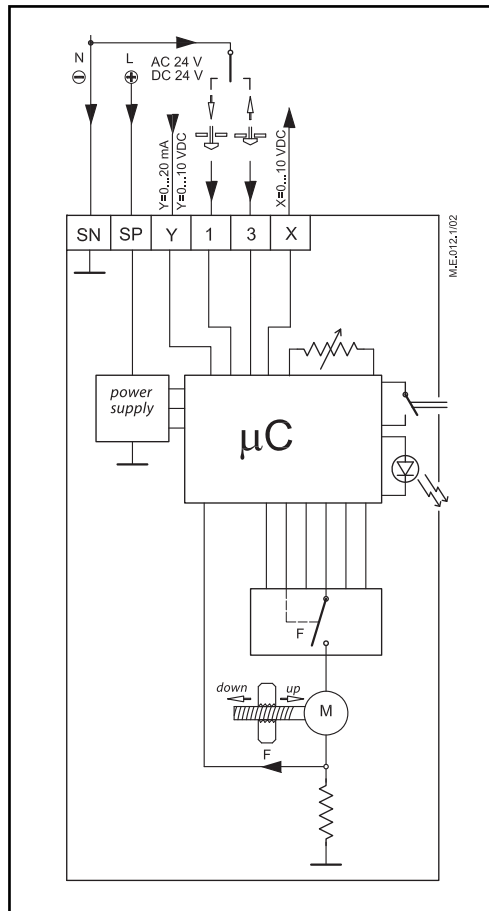 N
L
AC 24 V
DC 24 V
Y=0...20 mA
Y=0...10 VDC
X=0...10 VDC
M.E.012.1/02
SN SP Y 1 3 X
power
supply
µC
F
down up
M
F